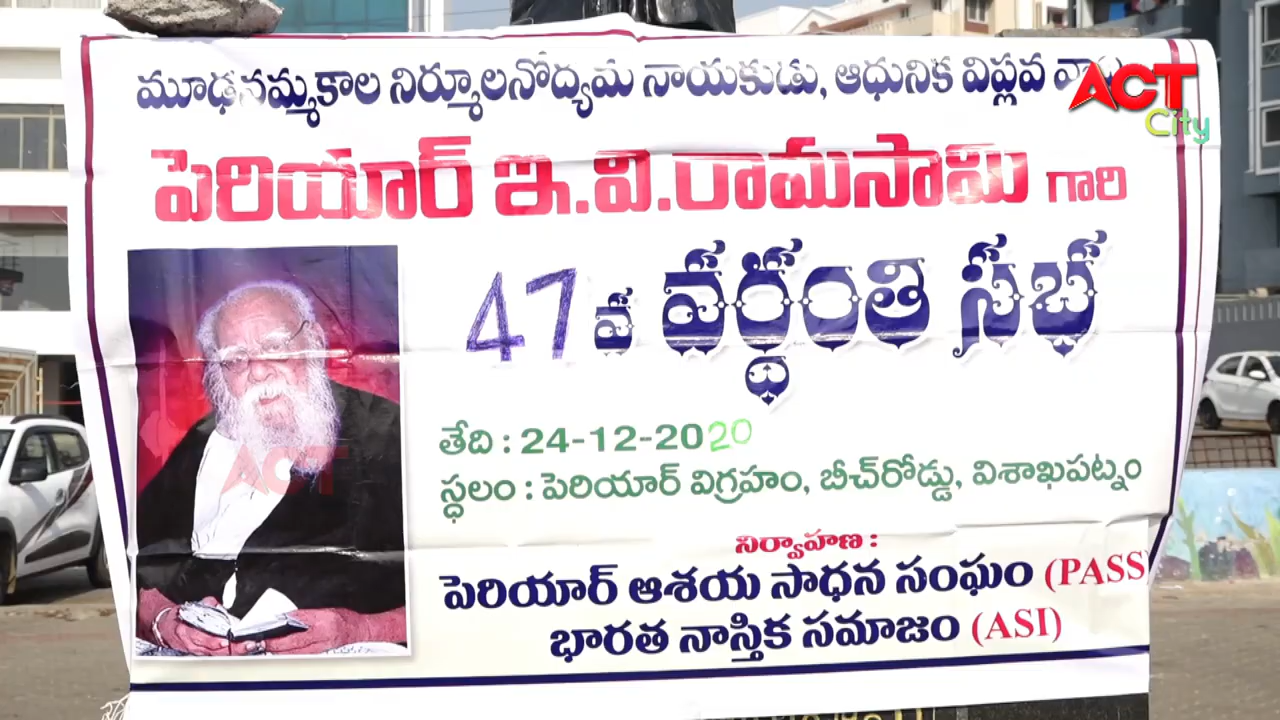 మూఢనమ్మకాల నిర్మూలనోద్యమ నాయకుడు, ఆధునిక విప్లవ
ACT
City
పెరియార్ ఇ.వి.రామసామి గారి
47 వ వర్ధంతి సభ
తేది : 24-12-2020
స్థలం : పెరియార్ విగ్రహం, బీచ్‌రోడ్డు, విశాఖపట్నం
ACT
నిర్వాహణ :
పెరియార్ ఆశయ సాధన సంఘం (PASS)
భారత నాస్తిక సమాజం (ASI)